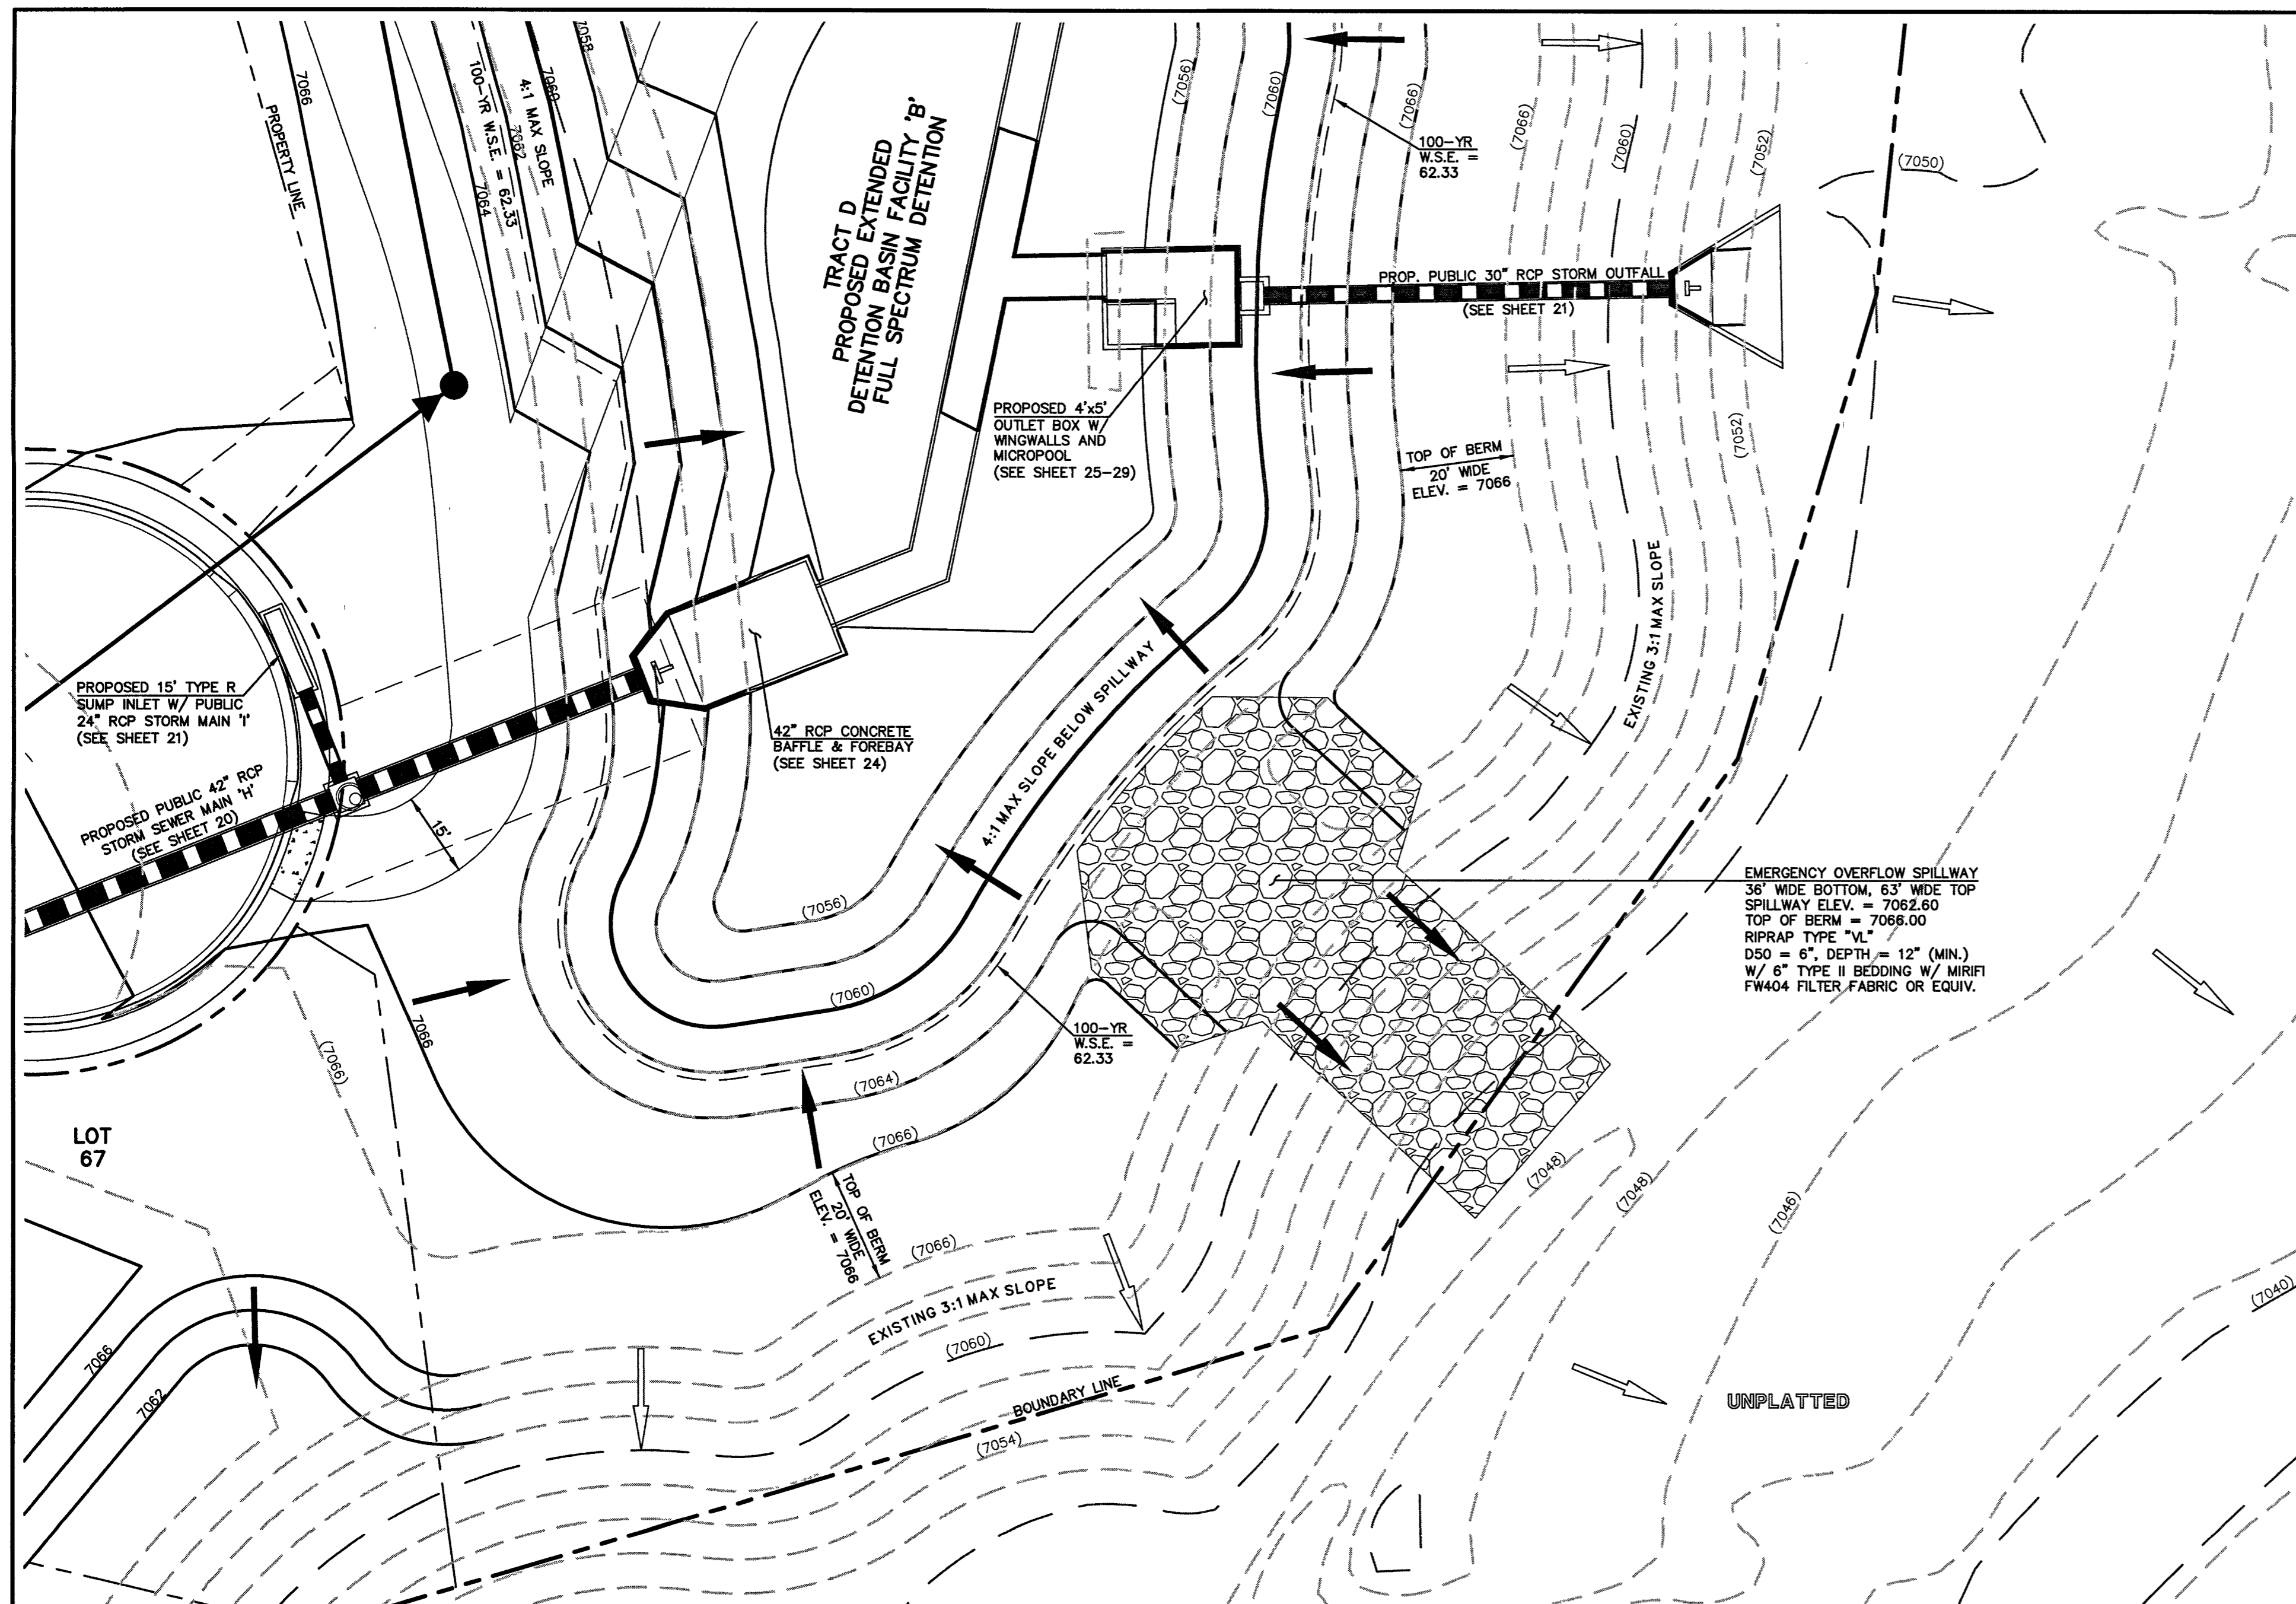 7066
PROPERTY LINE
100-YR W.S.E. = 62.33
7064
7062
4:1 MAX SLOPE
7060
7058
TRACT D
PROPOSED EXTENDED
DETENTION BASIN FACILITY 'B'
FULL SPECTRUM DETENTION
(7056)
(7060)
(7066)
100-YR
W.S.E. =
62.33
(7066)
(7060)
(7052)
(7050)
PROP. PUBLIC 30" RCP STORM OUTFALL
(SEE SHEET 21)
PROPOSED 4'x5'
OUTLET BOX W/
WINGWALLS AND
MICROPOOL
(SEE SHEET 25-29)
TOP OF BERM
20' WIDE
ELEV. = 7066
(7052)
EXISTING 3:1 MAX SLOPE
PROPOSED 15' TYPE R
SUMP INLET W/ PUBLIC
24" RCP STORM MAIN 'I'
(SEE SHEET 21)
PROPOSED PUBLIC 42" RCP
STORM SEWER MAIN 'H'
(SEE SHEET 20)
15'
42" RCP CONCRETE
BAFFLE & FOREBAY
(SEE SHEET 24)
4:1 MAX SLOPE BELOW SPILLWAY
EMERGENCY OVERFLOW SPILLWAY
36' WIDE BOTTOM, 63' WIDE TOP
SPILLWAY ELEV. = 7062.60
TOP OF BERM = 7066.00
RIPRAP TYPE "VL"
D50 = 6", DEPTH = 12" (MIN.)
W/ 6" TYPE II BEDDING W/ MIRIFI
FW404 FILTER FABRIC OR EQUIV.
(7056)
(7060)
100-YR
W.S.E. =
62.33
7066
(7066)
(7064)
(7066)
LOT
67
TOP OF BERM
20' WIDE
ELEV. = 7066
(7066)
EXISTING 3:1 MAX SLOPE
(7060)
(7048)
(7048)
(7046)
(7040)
7066
7062
BOUNDARY LINE
(7054)
UNPLATTED